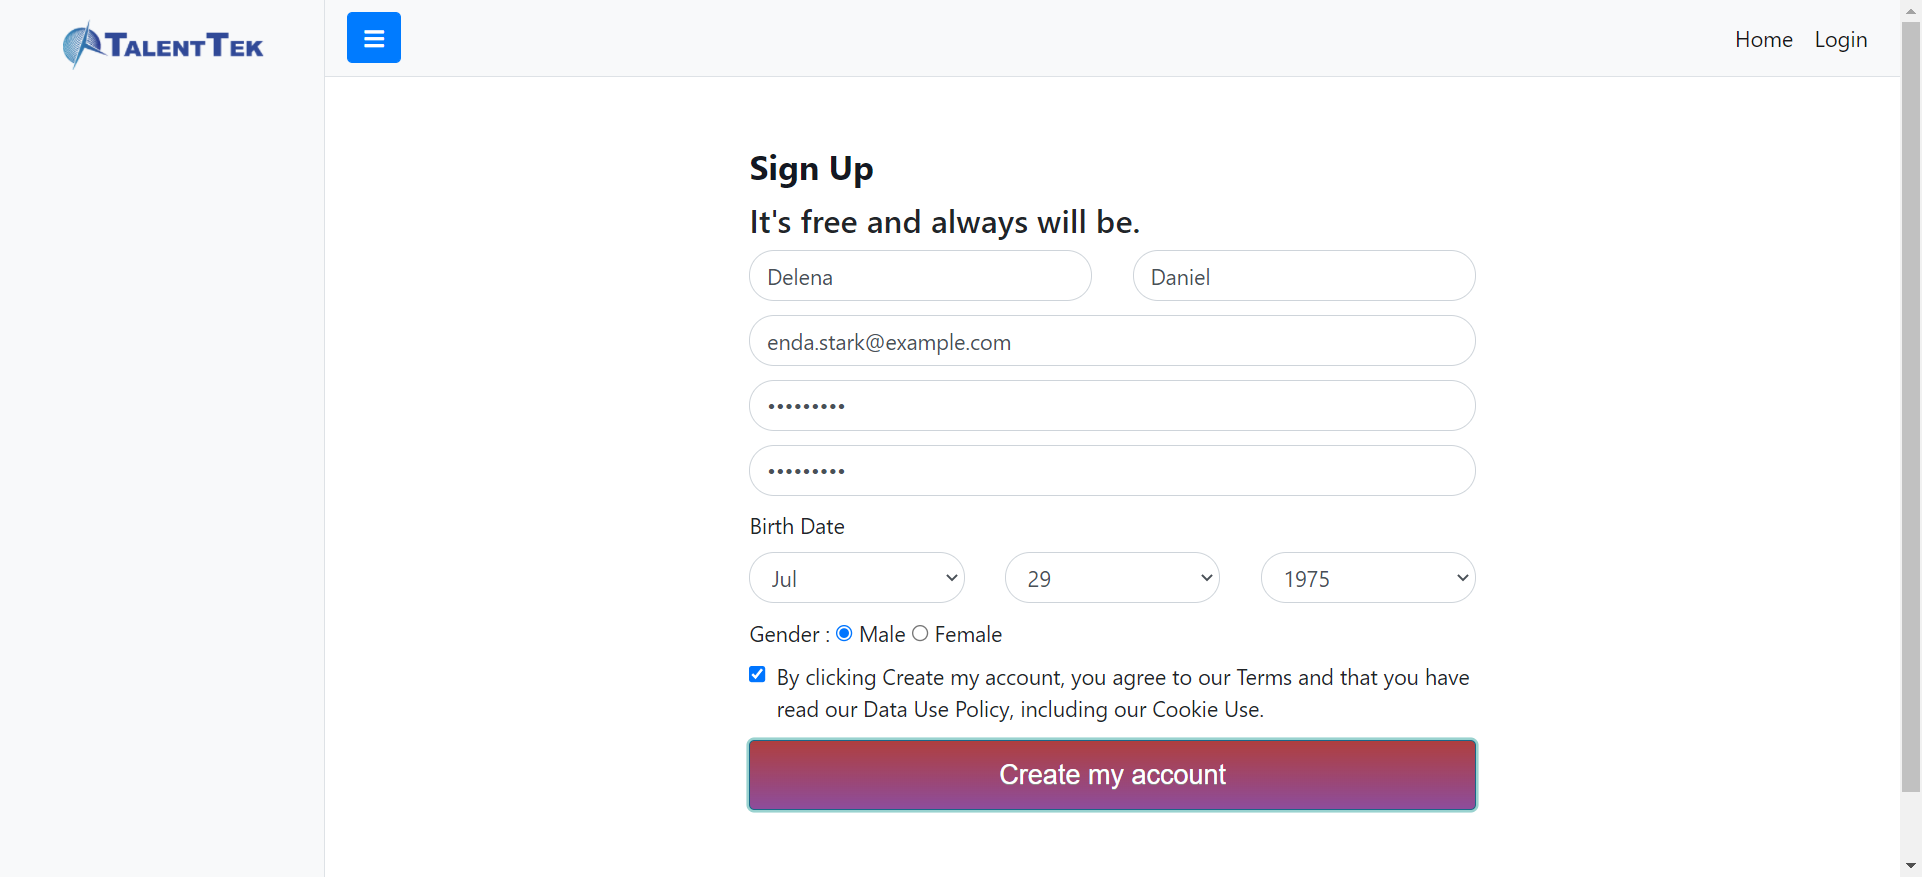 TALENTTEK
Home Login
Sign Up
It's free and always will be.
Delena Daniel
enda.stark@example.com
•••••••••
•••••••••
Birth Date
Jul 29 1975
Gender : Male Female
By clicking Create my account, you agree to our Terms and that you have
read our Data Use Policy, including our Cookie Use.
Create my account